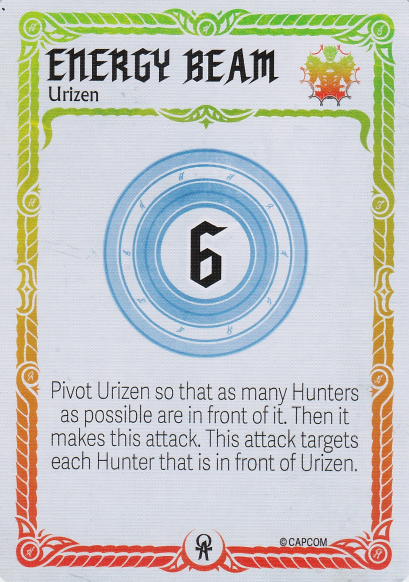 ENERGY BEAM
Urizen
6
Pivot Urizen so that as many Hunters
as possible are in front of it. Then it
makes this attack. This attack targets
each Hunter that is in front of Urizen.
© CAPCOM